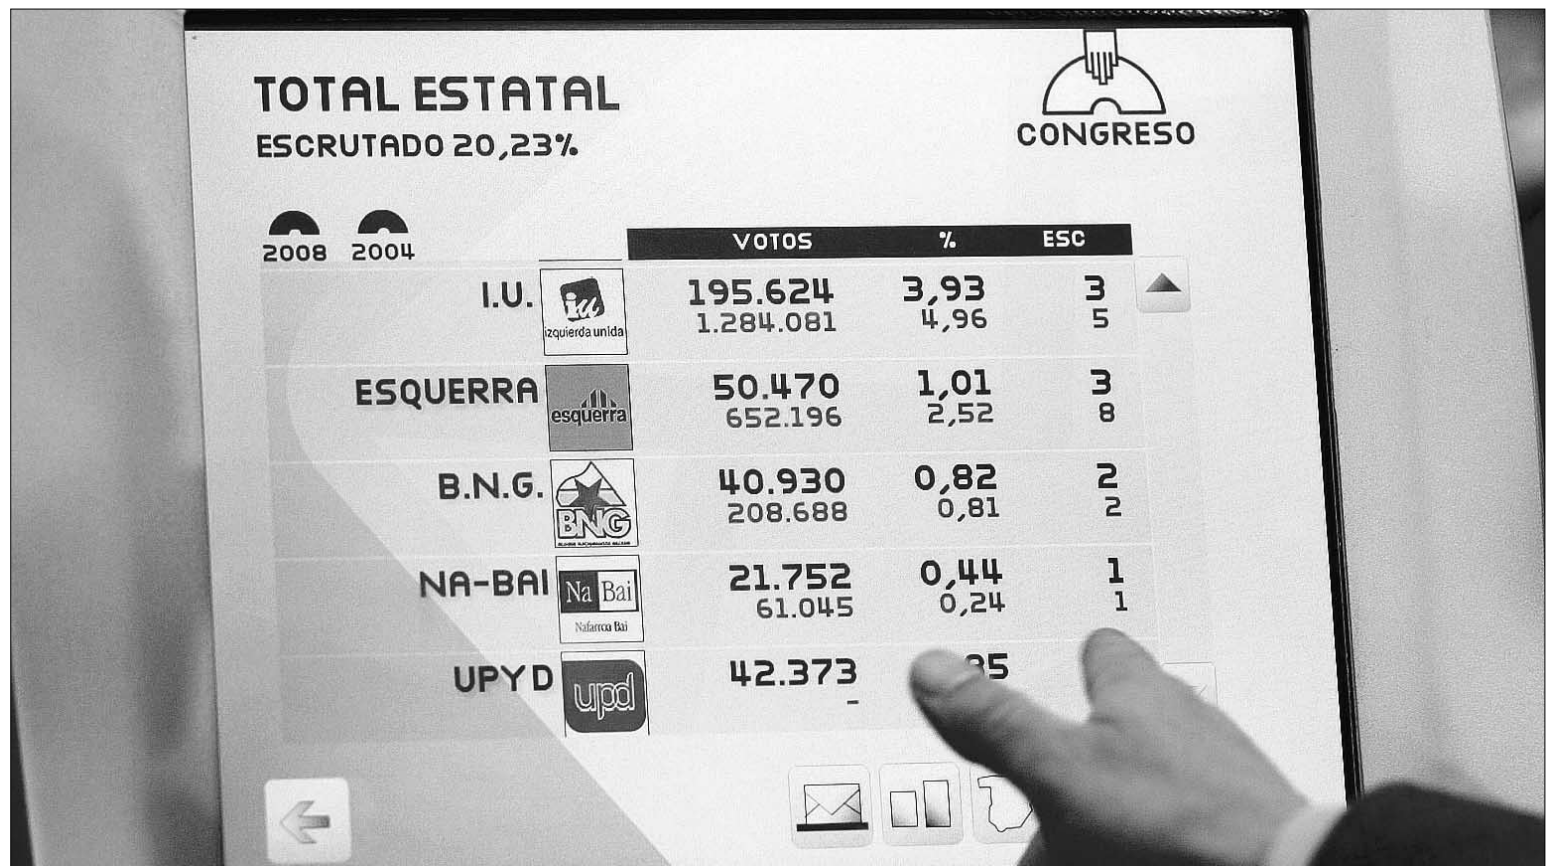 TOTAL ESTATAL
ESCRUTADO 20,23%
CONGRESO
2008 2004
VOTOS % ESC
I.U. iu izquierda unida 195.624 3,93 3
1.284.081 4,96 5
ESQUERRA esquerra 50.470 1,01 3
652.196 2,52 8
B.N.G. BNG 40.930 0,82 2
208.688 0,81 2
NA-BAI Na Bai Nafarroa Bai 21.752 0,44 1
61.045 0,24 1
UPYD upd 42.373
-